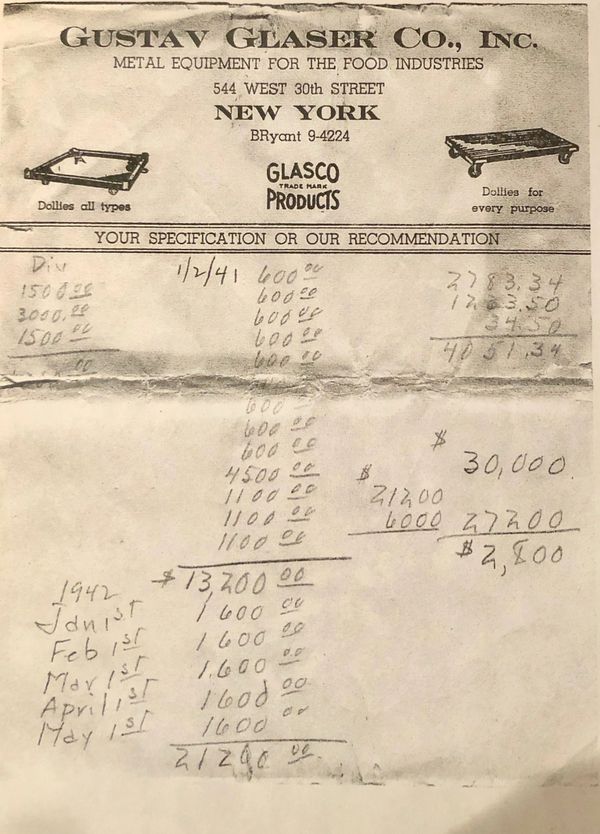 GUSTAV GLASER CO., INC.
METAL EQUIPMENT FOR THE FOOD INDUSTRIES
544 WEST 30th STREET
NEW YORK
BRyant 9-4224
GLASCO
TRADE MARK
PRODUCTS
Dollies all types
Dollies for
every purpose
YOUR SPECIFICATION OR OUR RECOMMENDATION
Div
1500.00
3000.00
1500.00
1/2/41 600.00
600.00
600.00
600.00
600.00
600
600.00
600.00
4500.00
1100.00
1100.00
1100.00
$13,200.00
2783.34
34.50
4051.34
$
30,000
$
21200
6000 27200
$2,800
1942
Jan 1st 1600.00
Feb 1st 1600.00
Mar 1st 1.600.00
April 1st 1600.00
May 1st 1600.00
21200.00